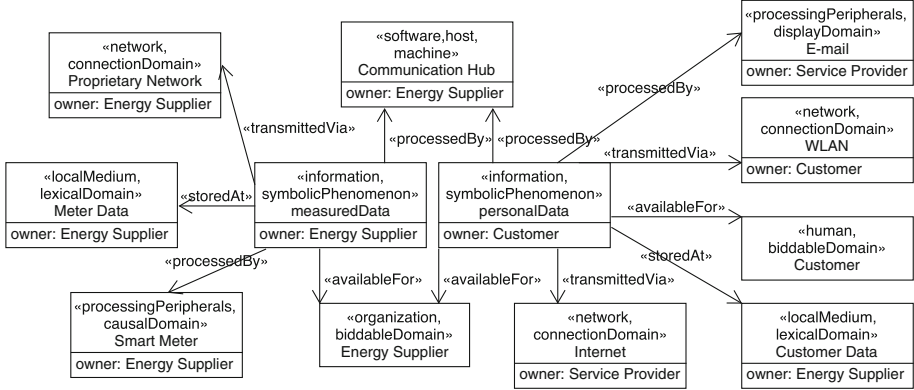 «network,
connectionDomain»
Proprietary Network
owner: Energy Supplier
«software,host,
machine»
Communication Hub
owner: Energy Supplier
«processingPeripherals,
displayDomain»
E-mail
owner: Service Provider
«processedBy»
«transmittedVia»
«processedBy»
«processedBy»
«network,
connectionDomain»
WLAN
owner: Customer
«transmittedVia»
«localMedium,
lexicalDomain»
Meter Data
owner: Energy Supplier
«storedAt»
«information,
symbolicPhenomenon»
measuredData
owner: Energy Supplier
«information,
symbolicPhenomenon»
personalData
owner: Customer
«availableFor»
«human,
biddableDomain»
Customer
«storedAt»
«processedBy»
«availableFor»
«availableFor»
«transmittedVia»
«processingPeripherals,
causalDomain»
Smart Meter
owner: Energy Supplier
«organization,
biddableDomain»
Energy Supplier
«network,
connectionDomain»
Internet
owner: Service Provider
«localMedium,
lexicalDomain»
Customer Data
owner: Energy Supplier